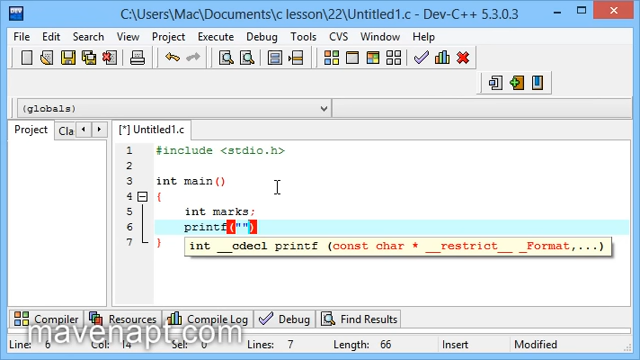 C:\Users\Mac\Documents\c lesson\22\Untitled1.c - Dev-C++ 5.3.0.3
File Edit Search View Project Execute Debug Tools CVS Window Help
(globals)
Project Cla
[*] Untitled1.c
1 #include <stdio.h>
2
3 int main()
4 {
5 int marks;
6 printf("")
7 }
int __cdecl printf (const char * __restrict__ _Format,...)
Compiler Resources Compile Log Debug Find Results
mavenapt.com
Line: 6 Col: 14 Sel: 0 Lines: 7 Length: 66 Insert Modified